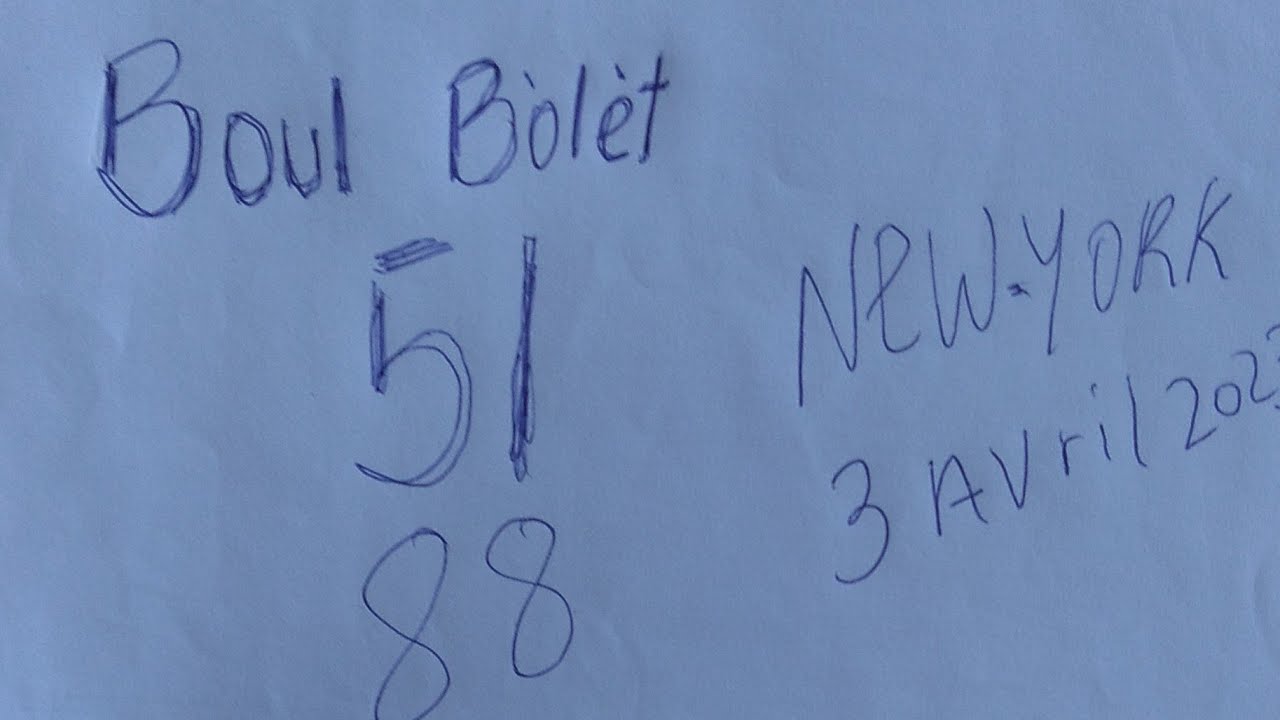 Boul Bòlèt
51
88
NeW-YORK
3 AVril